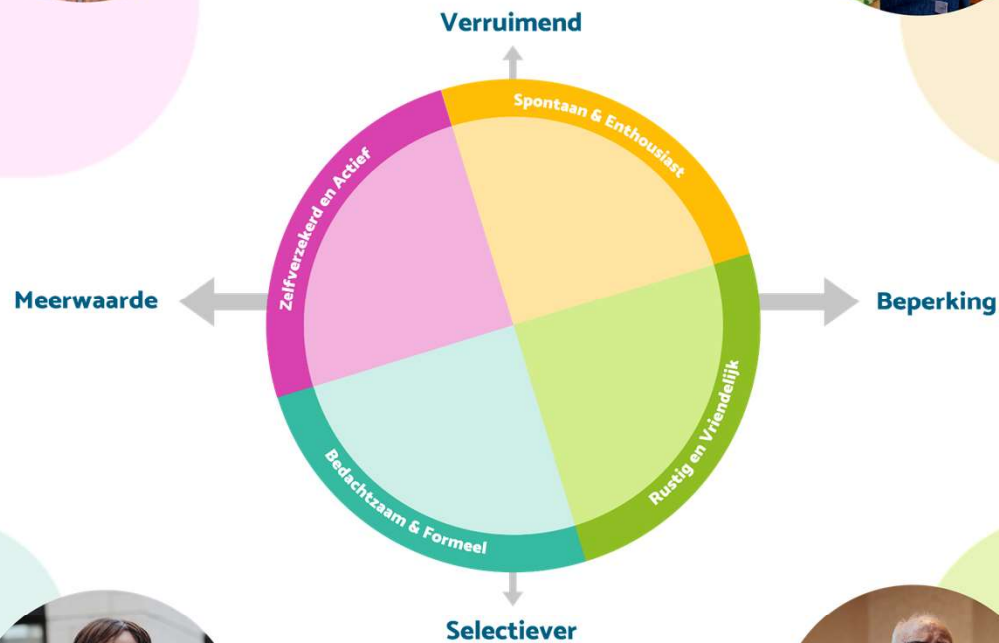 Verruimend
Spontaan & Enthousiast
Zelfverzekerd en Actief
Meerwaarde
Beperking
Rustig en Vriendelijk
Bedachtzaam & Formeel
Selectiever